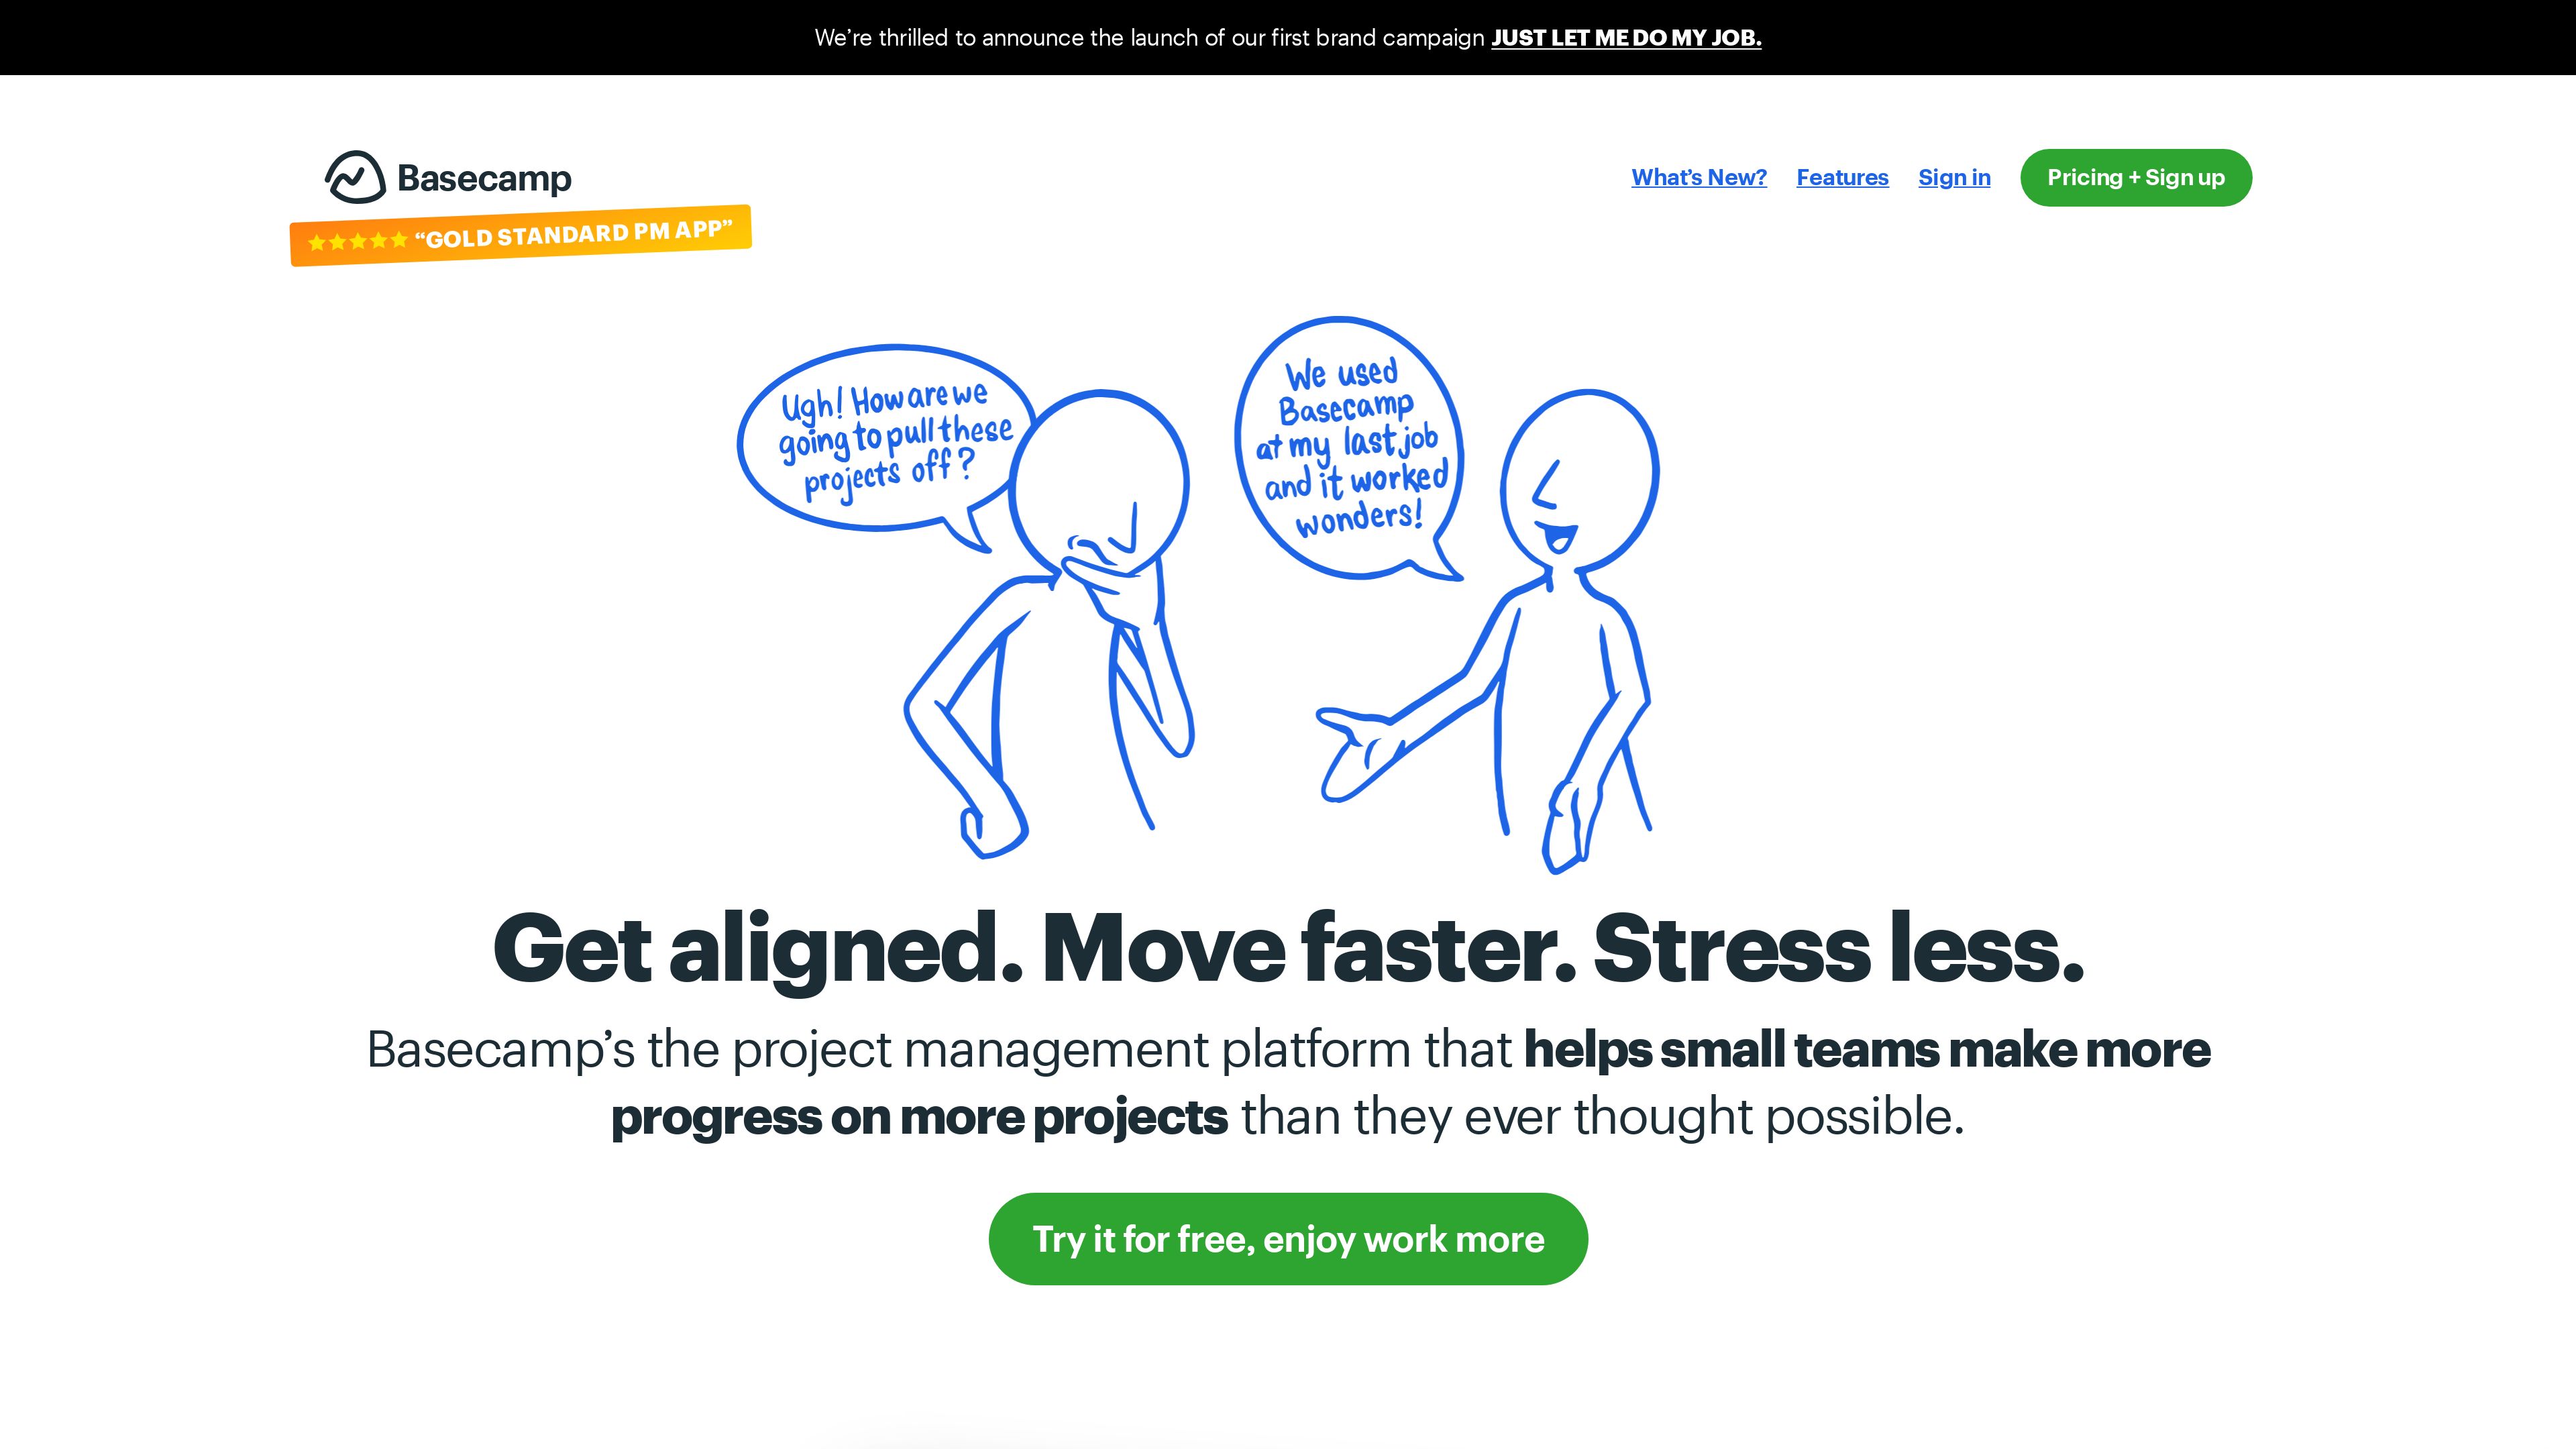 We’re thrilled to announce the launch of our first brand campaign JUST LET ME DO MY JOB.
Basecamp
What’s New? Features Sign in Pricing + Sign up
“GOLD STANDARD PM APP”
Ugh! How are we
going to pull these
projects off?
We used
Basecamp
at my last job
and it worked
wonders!
Get aligned. Move faster. Stress less.
Basecamp’s the project management platform that helps small teams make more
progress on more projects than they ever thought possible.
Try it for free, enjoy work more